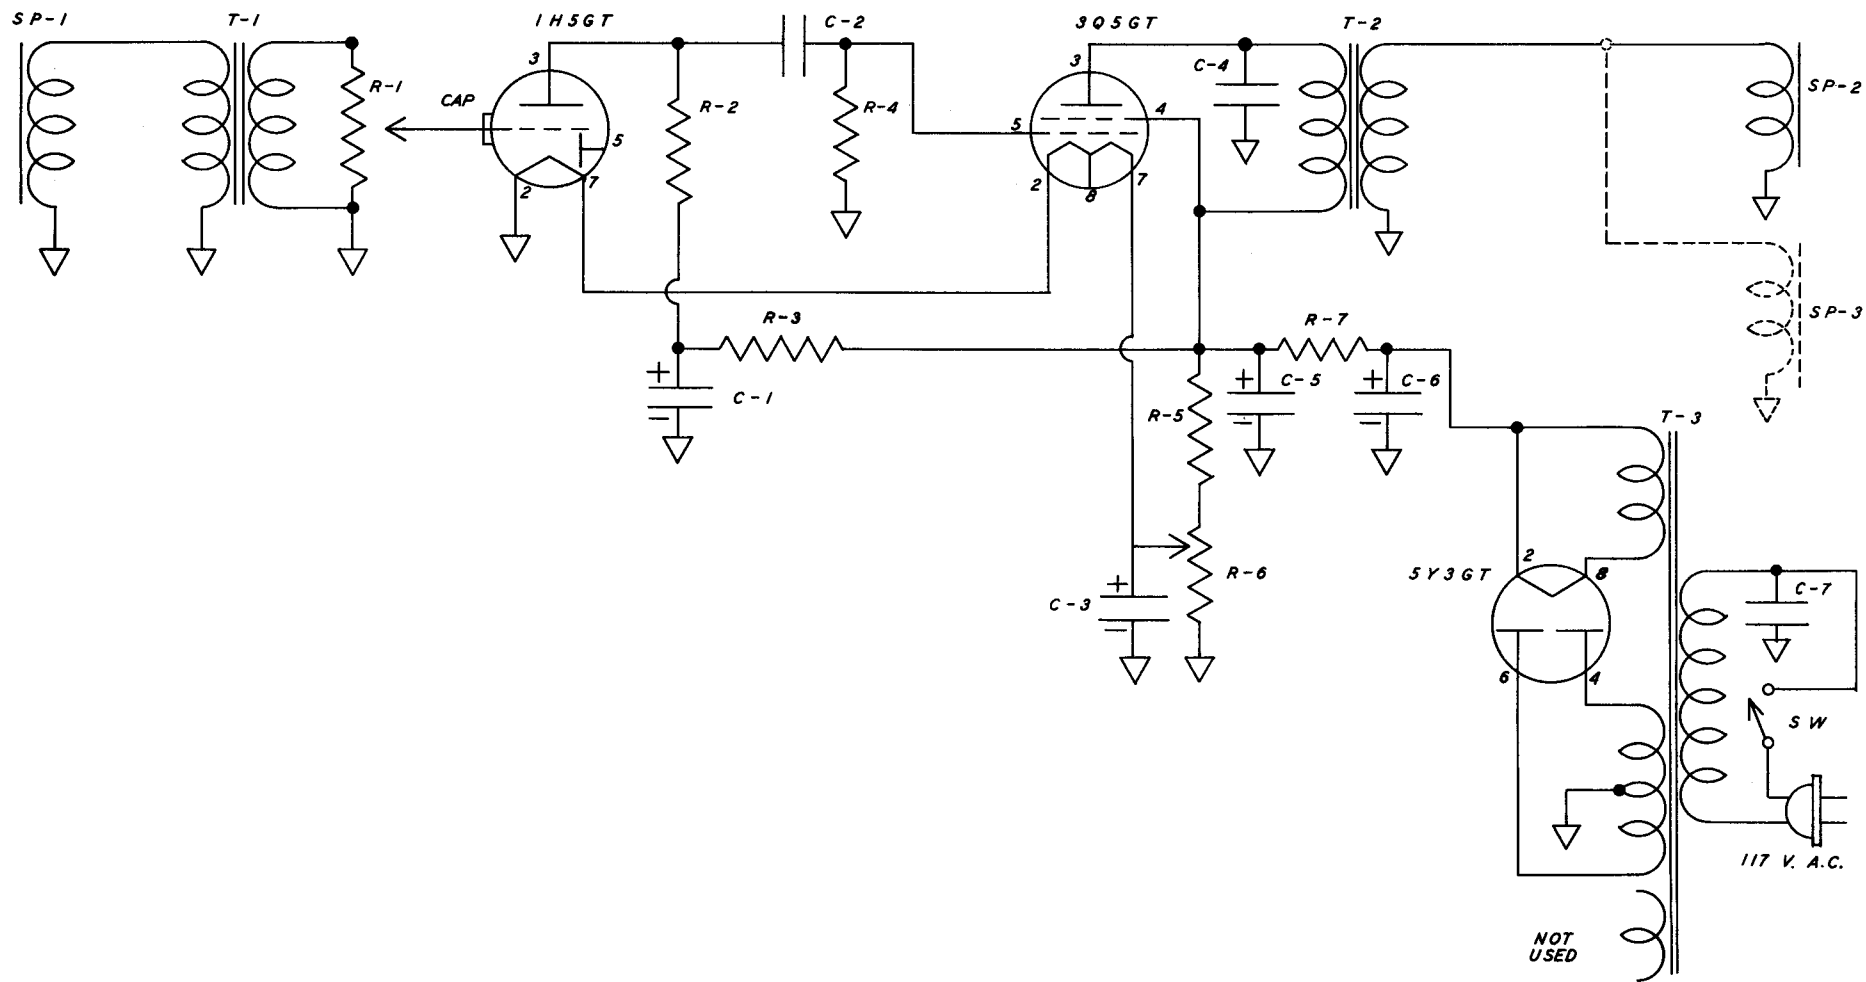 SP-1
T-1
1H5GT
C-2
3Q5GT
T-2
3
CAP
R-1
5
2
7
R-2
R-4
3
4
5
2
8
7
C-4
SP-2
SP-3
R-3
R-7
+
C-1
-
+
C-5
-
+
C-6
-
R-5
T-3
R-6
+
C-3
-
5Y3GT
2
8
6
4
C-7
SW
117 V. A.C.
NOT
USED